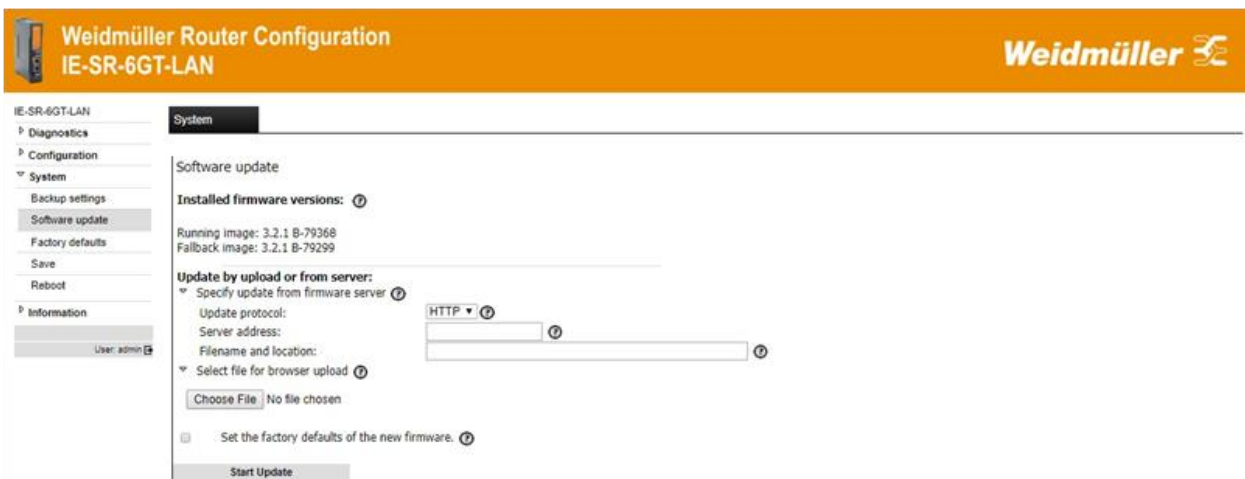 Weidmüller Router Configuration
IE-SR-6GT-LAN
Weidmüller
IE-SR-6GT-LAN
Diagnostics
Configuration
System
Backup settings
Software update
Factory defaults
Save
Reboot
Information
User: admin
System
Software update
Installed firmware versions:
Running image: 3.2.1 B-79368
Fallback image: 3.2.1 B-79299
Update by upload or from server:
Specify update from firmware server
Update protocol: HTTP
Server address:
Filename and location:
Select file for browser upload
Choose File No file chosen
Set the factory defaults of the new firmware.
Start Update